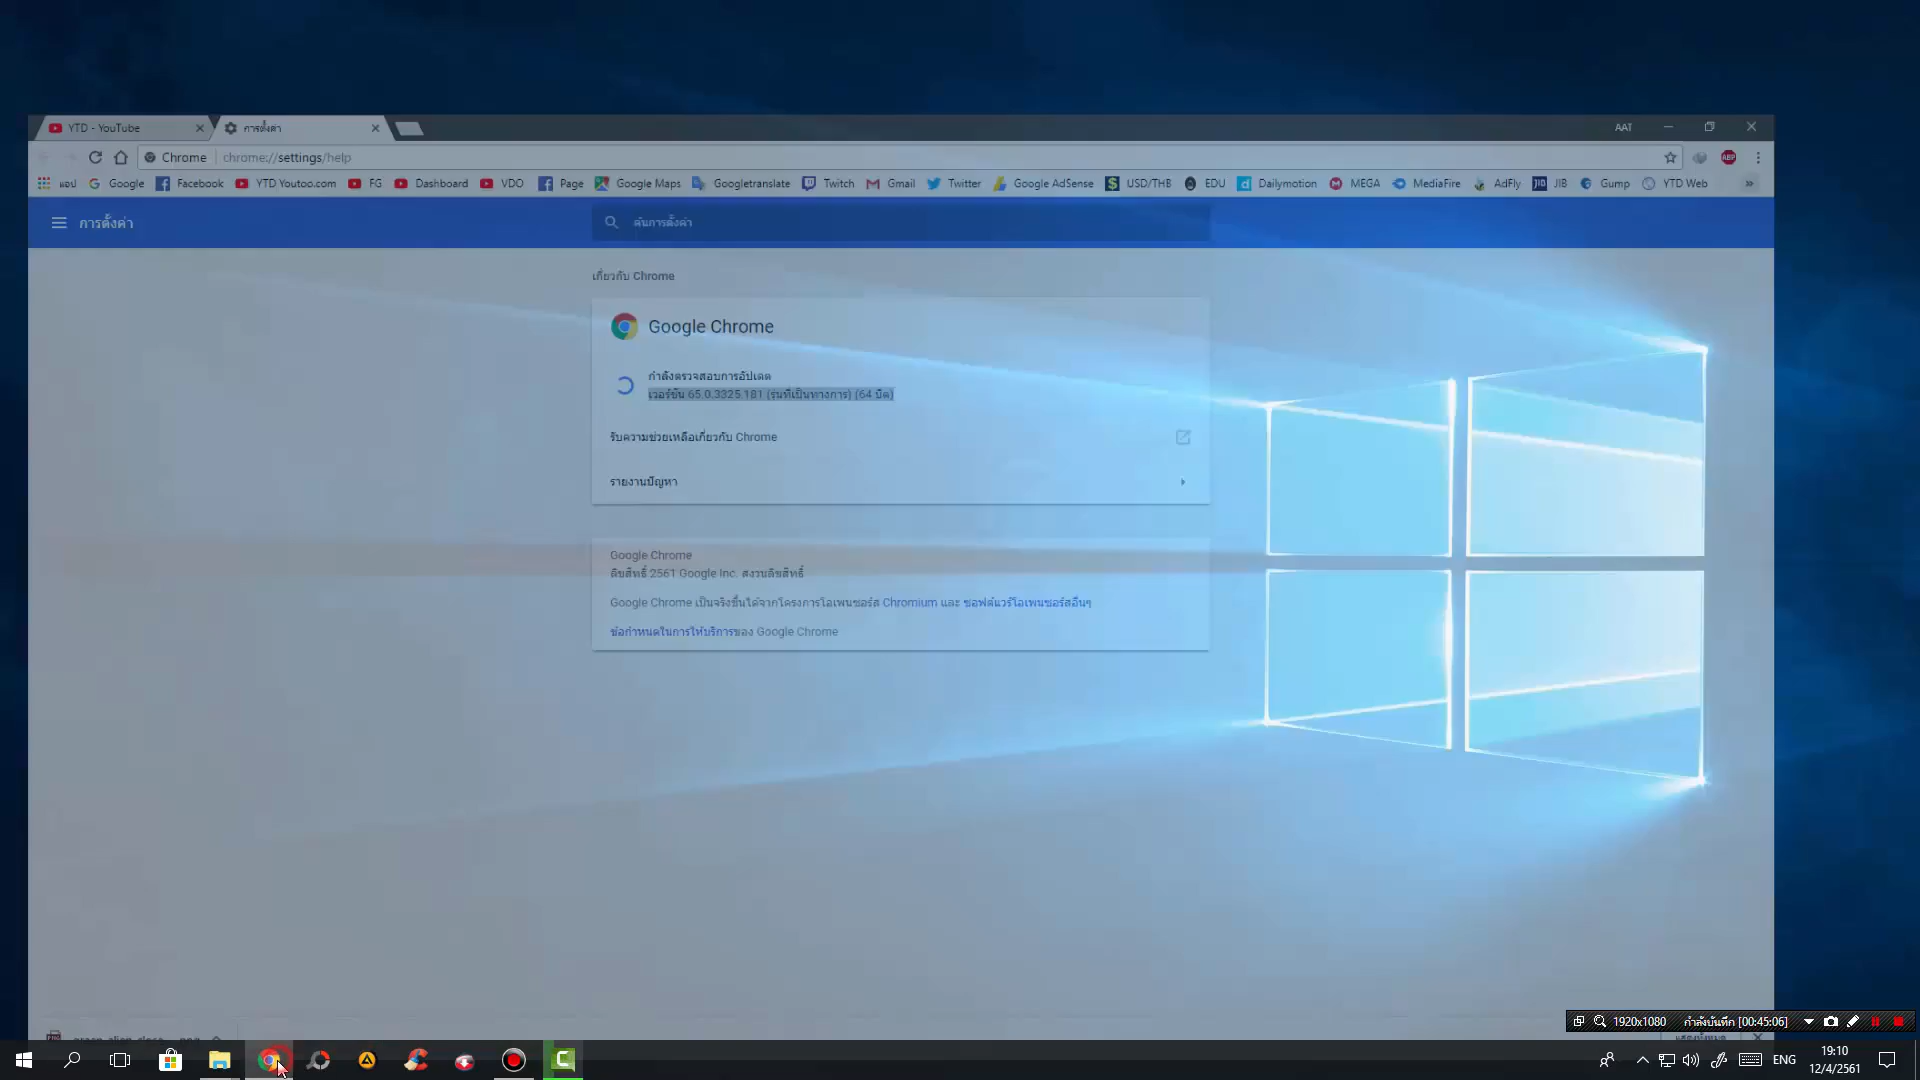 YTD - YouTube
การตั้งค่า
AAT
Chrome
chrome://settings/help
แอป
Google
Facebook
YTD Youtoo.com
FG
Dashboard
VDO
Page
Google Maps
Googletranslate
Twitch
Gmail
Twitter
Google AdSense
USD/THB
EDU
Dailymotion
MEGA
MediaFire
AdFly
JIB
Gump
YTD Web
»
การตั้งค่า
ค้นการตั้งค่า
เกี่ยวกับ Chrome
Google Chrome
กำลังตรวจสอบการอัปเดต
เวอร์ชัน 65.0.3325.181 (รุ่นที่เป็นทางการ) (64 บิต)
รับความช่วยเหลือเกี่ยวกับ Chrome
รายงานปัญหา
Google Chrome
ลิขสิทธิ์ 2561 Google Inc. สงวนลิขสิทธิ์
Google Chrome เป็นจริงขึ้นได้จากโครงการโอเพนซอร์ส Chromium และ ซอฟต์แวร์โอเพนซอร์สอื่นๆ
ข้อกำหนดในการให้บริการของ Google Chrome
1920x1080
กำลังบันทึก [00:45:06]
แสดงทั้งหมด
ENG
19:10
12/4/2561